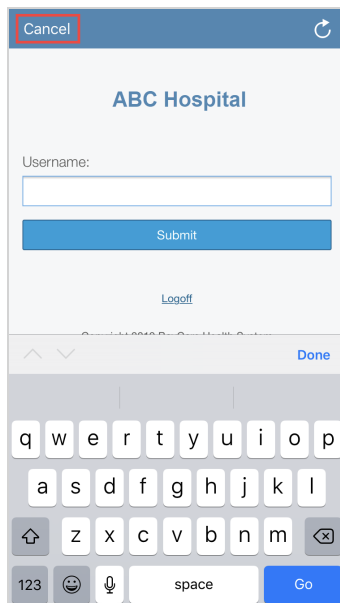 Cancel
ABC Hospital
Username:
Submit
Logoff
Done
q w e r t y u i o p
a s d f g h j k l
z x c v b n m
123 space Go